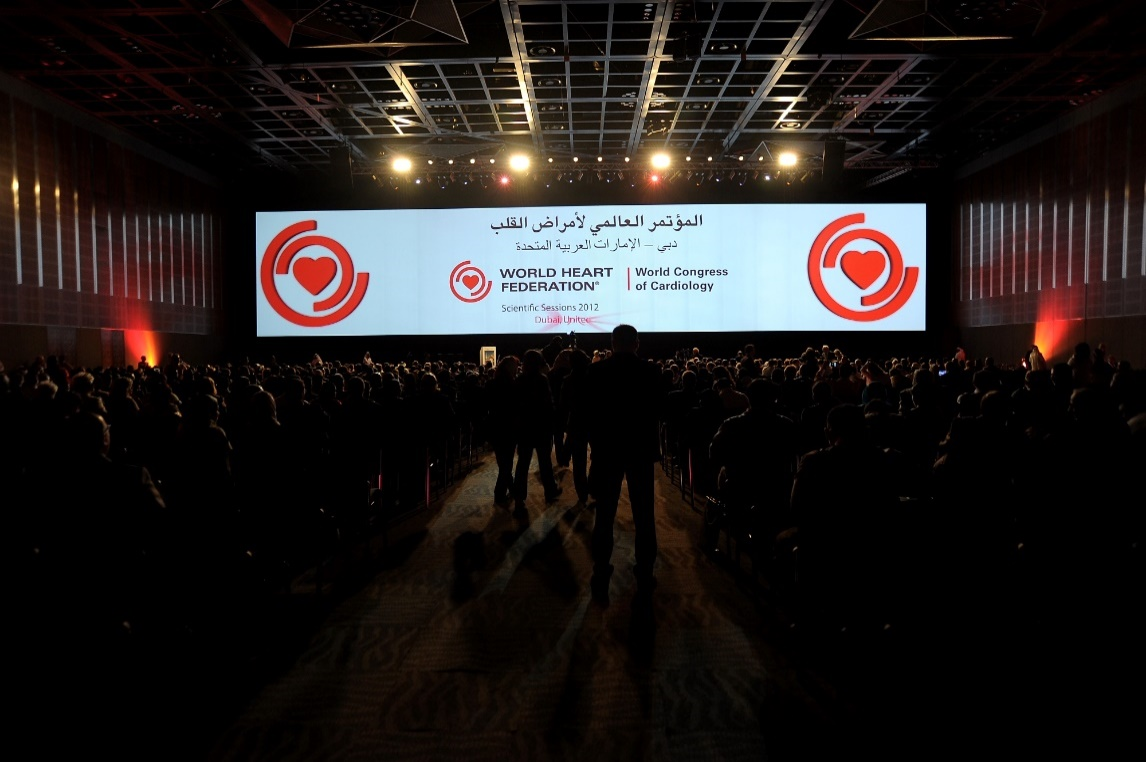 المؤتمر العالمي لأمراض القلب
دبي – الإمارات العربية المتحدة
WORLD HEART
FEDERATION®
World Congress
of Cardiology
Scientific Sessions 2012
Dubai, United